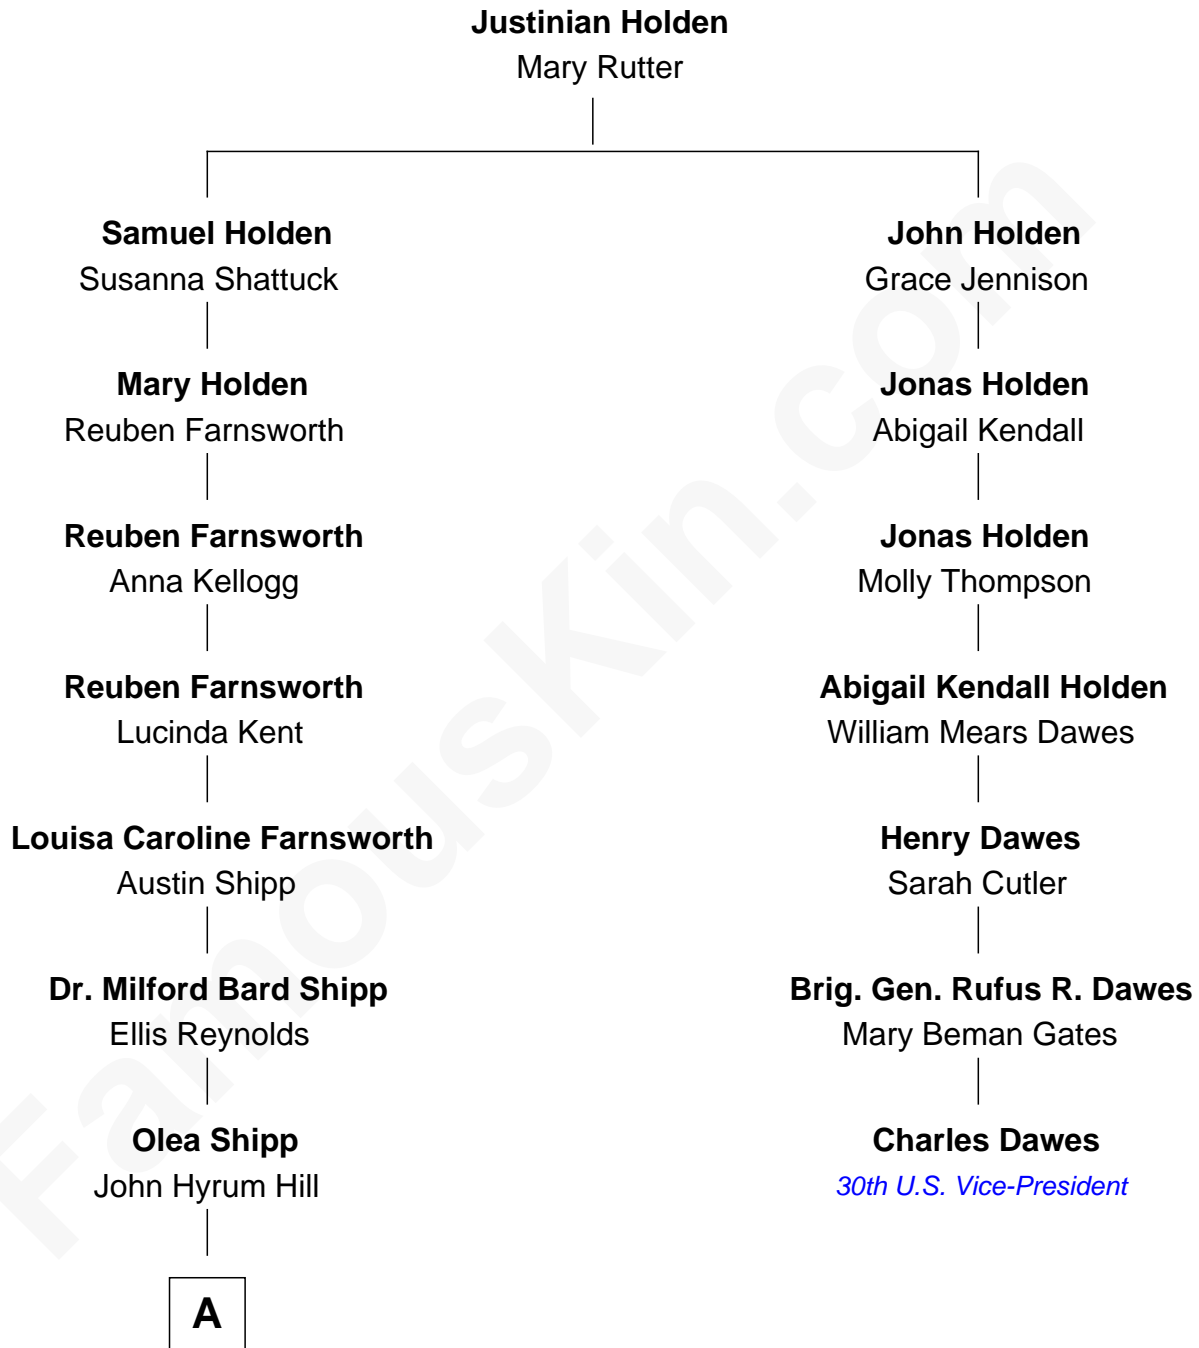 Justinian Holden
Mary Rutter
Samuel Holden
Susanna Shattuck
John Holden
Grace Jennison
Mary Holden
Reuben Farnsworth
Jonas Holden
Abigail Kendall
Reuben Farnsworth
Anna Kellogg
Jonas Holden
Molly Thompson
Reuben Farnsworth
Lucinda Kent
Abigail Kendall Holden
William Mears Dawes
Louisa Caroline Farnsworth
Austin Shipp
Henry Dawes
Sarah Cutler
Dr. Milford Bard Shipp
Ellis Reynolds
Brig. Gen. Rufus R. Dawes
Mary Beman Gates
Olea Shipp
John Hyrum Hill
Charles Dawes
30th U.S. Vice-President
A
FamousKin.com